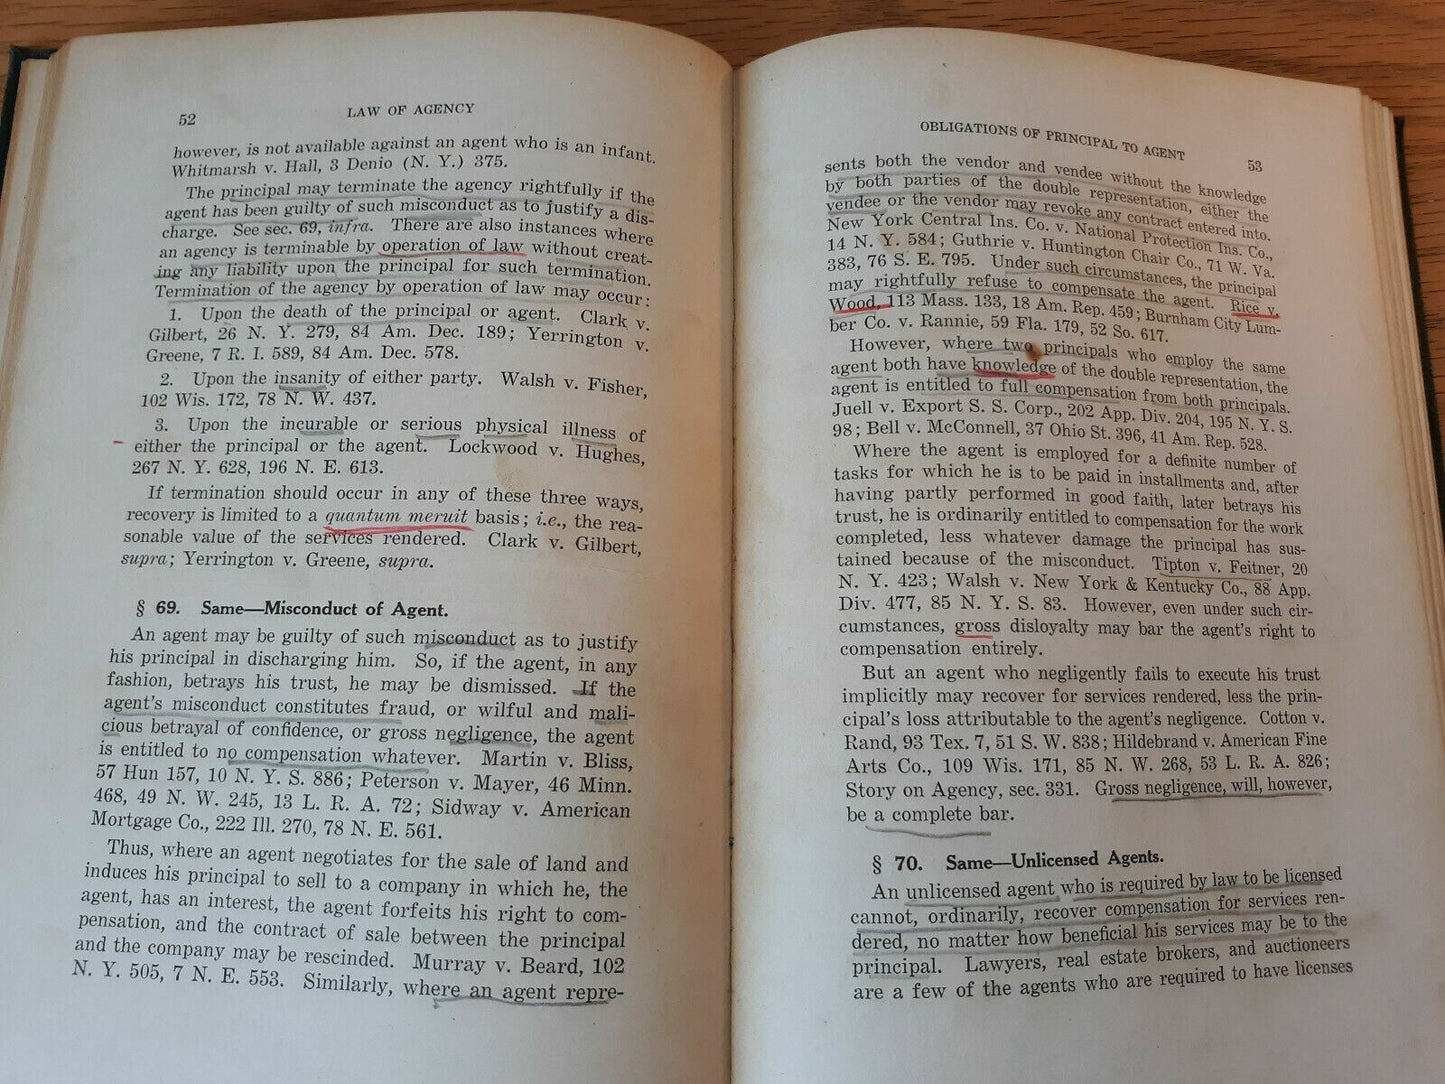 52
LAW OF AGENCY
however, is not available against an agent who is an infant.
Whitmarsh v. Hall, 3 Denio (N. Y.) 375.
The principal may terminate the agency rightfully if the
agent has been guilty of such misconduct as to justify a dis-
charge. See sec. 69, infra. There are also instances where
an agency is terminable by operation of law without creat-
ing any liability upon the principal for such termination.
Termination of the agency by operation of law may occur:
1. Upon the death of the principal or agent. Clark v.
Gilbert, 26 N. Y. 279, 84 Am. Dec. 189; Yerrington v.
Greene, 7 R. I. 589, 84 Am. Dec. 578.
2. Upon the insanity of either party. Walsh v. Fisher,
102 Wis. 172, 78 N. W. 437.
3. Upon the incurable or serious physical illness of
either the principal or the agent. Lockwood v. Hughes,
267 N. Y. 628, 196 N. E. 613.
If termination should occur in any of these three ways,
recovery is limited to a quantum meruit basis; i.e., the rea-
sonable value of the services rendered. Clark v. Gilbert,
supra; Yerrington v. Greene, supra.
§ 69. Same—Misconduct of Agent.
An agent may be guilty of such misconduct as to justify
his principal in discharging him. So, if the agent, in any
fashion, betrays his trust, he may be dismissed. If the
agent's misconduct constitutes fraud, or wilful and mali-
cious betrayal of confidence, or gross negligence, the agent
is entitled to no compensation whatever. Martin v. Bliss,
57 Hun 157, 10 N. Y. S. 886; Peterson v. Mayer, 46 Minn.
468, 49 N. W. 245, 13 L. R. A. 72; Sidway v. American
Mortgage Co., 222 Ill. 270, 78 N. E. 561.
Thus, where an agent negotiates for the sale of land and
induces his principal to sell to a company in which he, the
agent, has an interest, the agent forfeits his right to com-
pensation, and the contract of sale between the principal
and the company may be rescinded. Murray v. Beard, 102
N. Y. 505, 7 N. E. 553. Similarly, where an agent repre-
OBLIGATIONS OF PRINCIPAL TO AGENT
53
sents both the vendor and vendee without the knowledge
by both parties of the double representation, either the
vendee or the vendor may revoke any contract entered into.
New York Central Ins. Co. v. National Protection Ins. Co.,
14 N. Y. 584; Guthrie v. Huntington Chair Co., 71 W. Va.
383, 76 S. E. 795. Under such circumstances, the principal
may rightfully refuse to compensate the agent. Rice v.
Wood, 113 Mass. 133, 18 Am. Rep. 459; Burnham City Lum-
ber Co. v. Rannie, 59 Fla. 179, 52 So. 617.
However, where two principals who employ the same
agent both have knowledge of the double representation, the
agent is entitled to full compensation from both principals.
Juell v. Export S. S. Corp., 202 App. Div. 204, 195 N. Y. S.
98; Bell v. McConnell, 37 Ohio St. 396, 41 Am. Rep. 528.
Where the agent is employed for a definite number of
tasks for which he is to be paid in installments and, after
having partly performed in good faith, later betrays his
trust, he is ordinarily entitled to compensation for the work
completed, less whatever damage the principal has sus-
tained because of the misconduct. Tipton v. Feitner, 20
N. Y. 423; Walsh v. New York & Kentucky Co., 88 App.
Div. 477, 85 N. Y. S. 83. However, even under such cir-
cumstances, gross disloyalty may bar the agent's right to
compensation entirely.
But an agent who negligently fails to execute his trust
implicitly may recover for services rendered, less the prin-
cipal's loss attributable to the agent's negligence. Cotton v.
Rand, 93 Tex. 7, 51 S. W. 838; Hildebrand v. American Fine
Arts Co., 109 Wis. 171, 85 N. W. 268, 53 L. R. A. 826;
Story on Agency, sec. 331. Gross negligence, will, however,
be a complete bar.
§ 70. Same—Unlicensed Agents.
An unlicensed agent who is required by law to be licensed
cannot, ordinarily, recover compensation for services ren-
dered, no matter how beneficial his services may be to the
principal. Lawyers, real estate brokers, and auctioneers
are a few of the agents who are required to have licenses